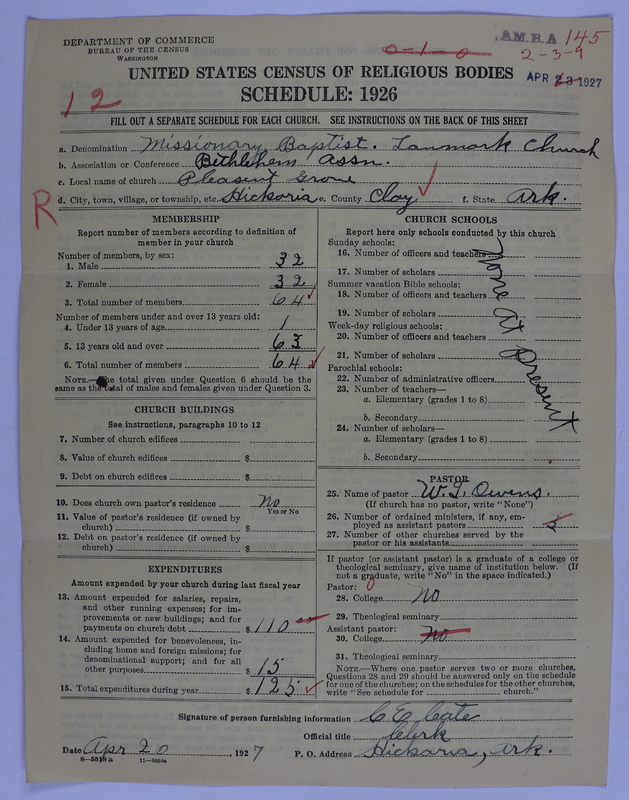 DEPARTMENT OF COMMERCE
BUREAU OF THE CENSUS
WASHINGTON
0-1-0
A.M.B.A 145
2-3-9
UNITED STATES CENSUS OF RELIGIOUS BODIES
APR 23 1927
SCHEDULE: 1926
12
FILL OUT A SEPARATE SCHEDULE FOR EACH CHURCH. SEE INSTRUCTIONS ON THE BACK OF THIS SHEET
a. Denomination Missionary Baptist. Lanmark Church
b. Association or Conference Bethlehem assn.
c. Local name of church Pleasint Grove
d. City, town, village, or township, etc. Hickoria e. County Clay f. State Ark.
R
MEMBERSHIP
Report number of members according to definition of
member in your church
Number of members, by sex:
1. Male 32
2. Female 32
3. Total number of members 64
Number of members under and over 13 years old:
4. Under 13 years of age 1
5. 13 years old and over 63
6. Total number of members 64
NOTE.—The total given under Question 6 should be the
same as the total of males and females given under Question 3.
CHURCH BUILDINGS
See instructions, paragraphs 10 to 12
7. Number of church edifices
8. Value of church edifices $
9. Debt on church edifices $
10. Does church own pastor's residence No
Yes or No
11. Value of pastor's residence (if owned by
church) $
12. Debt on pastor's residence (if owned by
church) $
EXPENDITURES
Amount expended by your church during last fiscal year
13. Amount expended for salaries, repairs,
and other running expenses; for im-
provements or new buildings; and for
payments on church debt $ 110
14. Amount expended for benevolences, in-
cluding home and foreign missions; for
denominational support; and for all
other purposes $ 15
15. Total expenditures during year $ 125
CHURCH SCHOOLS
Report here only schools conducted by this church
Sunday schools:
16. Number of officers and teachers
17. Number of scholars
Summer vacation Bible schools:
18. Number of officers and teachers
19. Number of scholars
Week-day religious schools:
20. Number of officers and teachers
21. Number of scholars
Parochial schools:
22. Number of administrative officers
23. Number of teachers—
a. Elementary (grades 1 to 8)
b. Secondary
24. Number of scholars—
a. Elementary (grades 1 to 8)
b. Secondary
None At Present
PASTOR
25. Name of pastor W. L. Owens.
(If church has no pastor, write "None")
26. Number of ordained ministers, if any, em-
ployed as assistant pastors
27. Number of other churches served by the
pastor or his assistants
If pastor (or assistant pastor) is a graduate of a college or
theological seminary, give name of institution below. (If
not a graduate, write "No" in the space indicated.)
Pastor:
28. College No
29. Theological seminary
Assistant pastor:
30. College No
31. Theological seminary
NOTE.—Where one pastor serves two or more churches,
Questions 28 and 29 should be answered only on the schedule
for one of the churches; on the schedules for the other churches,
write "See schedule for church."
Signature of person furnishing information C E Cate
Official title Clerk
Date Apr 20, 1927 P. O. Address Hickoria, Ark.
11-9054a